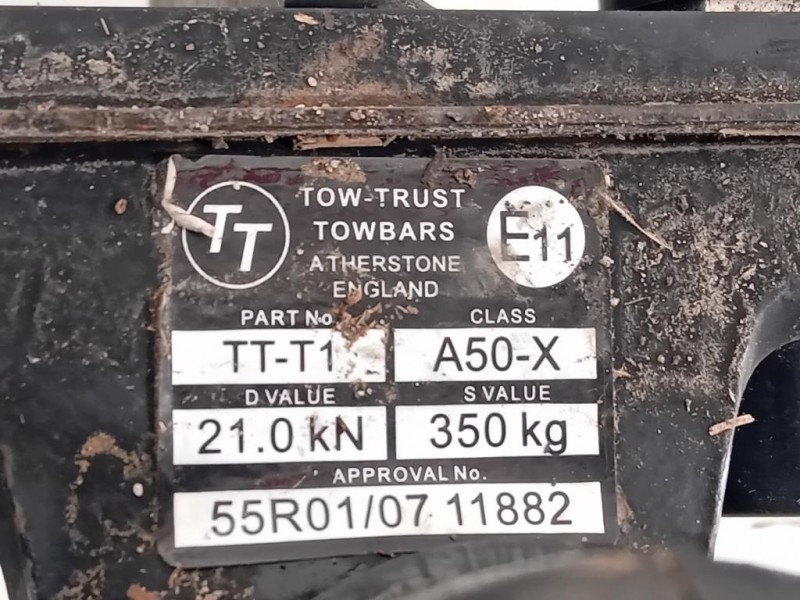 TT
TOW-TRUST
TOWBARS
ATHERSTONE
ENGLAND
E11
PART No
CLASS
TT-T1
A50-X
D VALUE
S VALUE
21.0 kN
350 kg
APPROVAL No.
55R01/07 11882